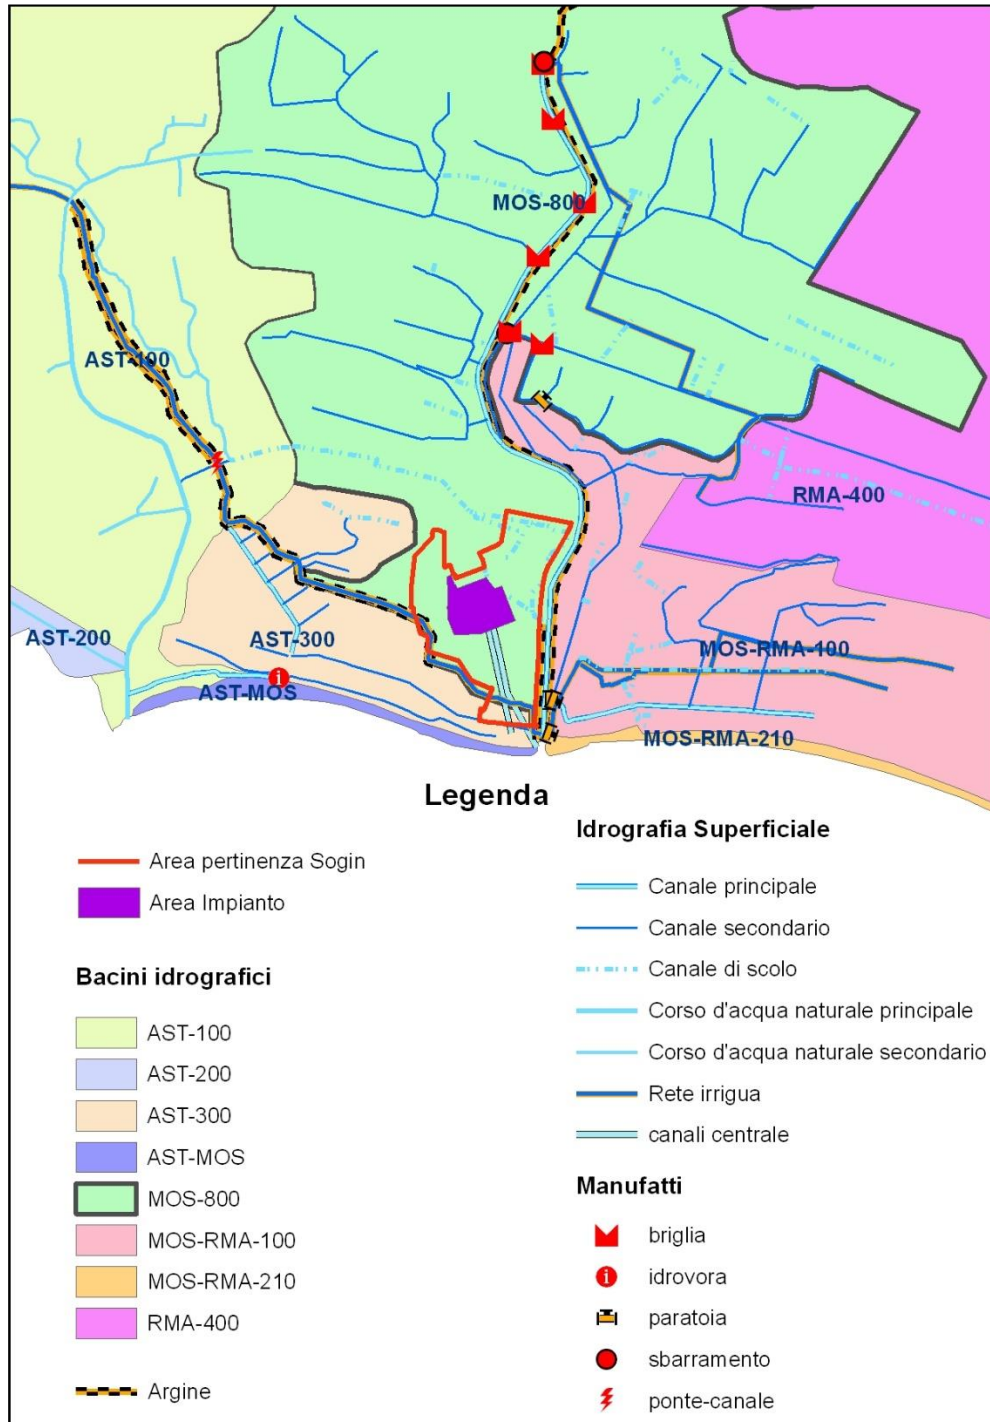 MOS-800
AST-100
RMA-400
AST-200
AST-300
MOS-RMA-100
AST-MOS
MOS-RMA-210
Legenda
Area pertinenza Sogin
Area Impianto
Bacini idrografici
AST-100
AST-200
AST-300
AST-MOS
MOS-800
MOS-RMA-100
MOS-RMA-210
RMA-400
Argine
Idrografia Superficiale
Canale principale
Canale secondario
Canale di scolo
Corso d'acqua naturale principale
Corso d'acqua naturale secondario
Rete irrigua
canali centrale
Manufatti
briglia
idrovora
paratoia
sbarramento
ponte-canale